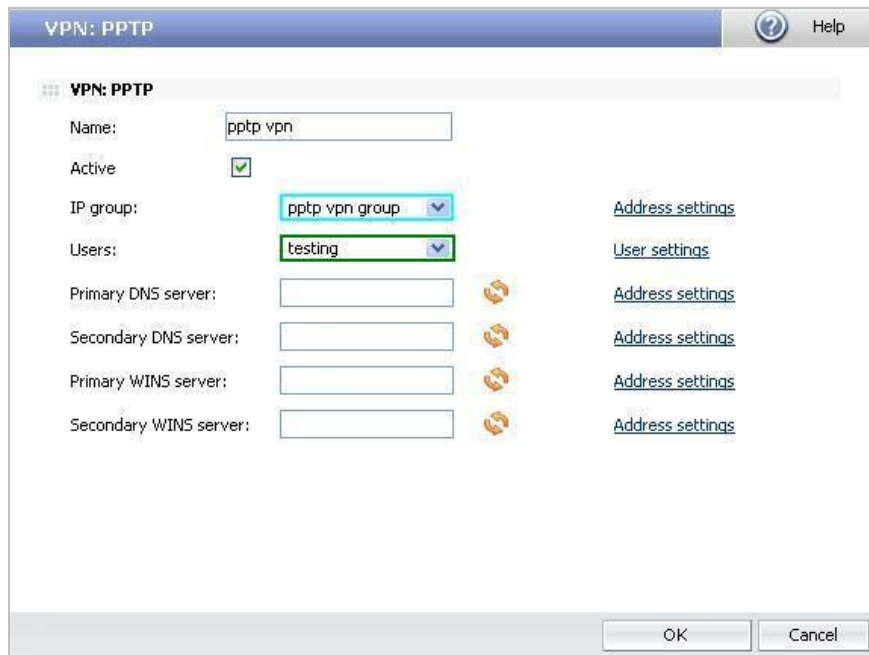 VPN: PPTP
Help
VPN: PPTP
Name: pptp vpn
Active
IP group: pptp vpn group Address settings
Users: testing User settings
Primary DNS server: Address settings
Secondary DNS server: Address settings
Primary WINS server: Address settings
Secondary WINS server: Address settings
OK Cancel